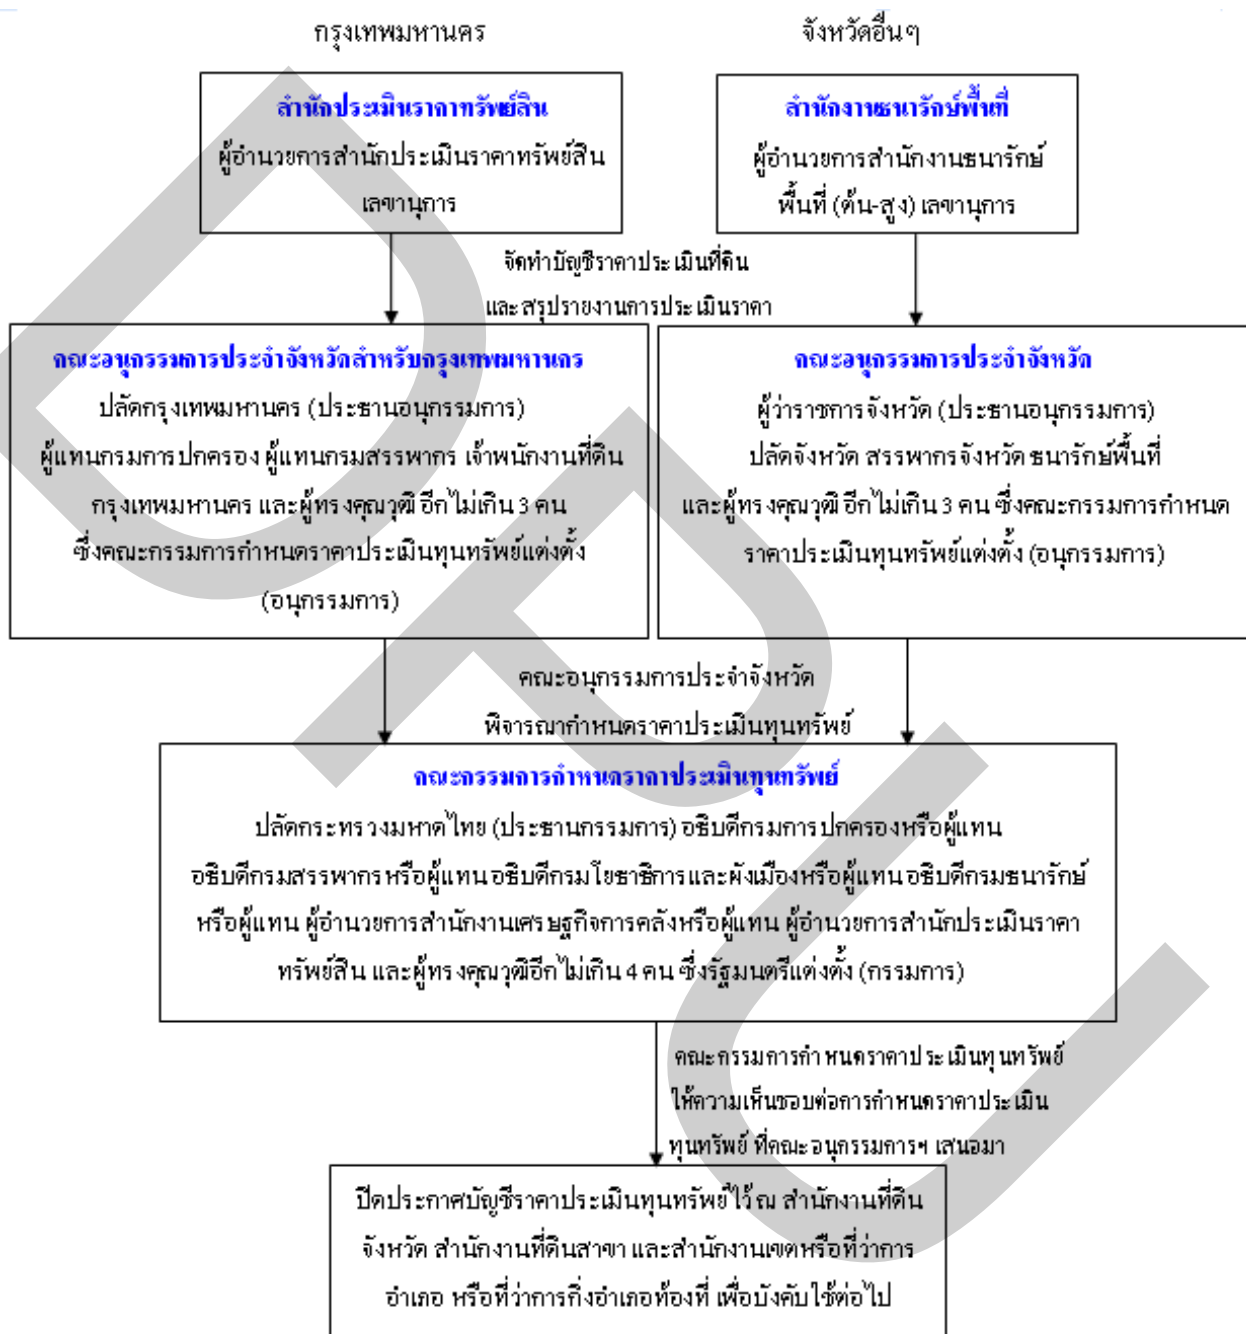 กรุงเทพมหานคร
จังหวัดอื่นๆ
สำนักประเมินราคาทรัพย์สิน
ผู้อำนวยการสำนักประเมินราคาทรัพย์สิน
เลขานุการ
สำนักงานธนารักษ์พื้นที่
ผู้อำนวยการสำนักงานธนารักษ์
พื้นที่ (ต้น-สูง) เลขานุการ
จัดทำบัญชีราคาประเมินที่ดิน
และสรุปรายงานการประเมินราคา
คณะอนุกรรมการประจำจังหวัดสำหรับกรุงเทพมหานคร
ปลัดกรุงเทพมหานคร (ประธานอนุกรรมการ)
ผู้แทนกรมการปกครอง ผู้แทนกรมสรรพากร เจ้าพนักงานที่ดิน
กรุงเทพมหานคร และผู้ทรงคุณวุฒิ อีกไม่เกิน 3 คน
ซึ่งคณะกรรมการกำหนดราคาประเมินทุนทรัพย์แต่งตั้ง
(อนุกรรมการ)
คณะอนุกรรมการประจำจังหวัด
ผู้ว่าราชการจังหวัด (ประธานอนุกรรมการ)
ปลัดจังหวัด สรรพากรจังหวัด ธนารักษ์พื้นที่
และผู้ทรงคุณวุฒิ อีกไม่เกิน 3 คน ซึ่งคณะกรรมการกำหนด
ราคาประเมินทุนทรัพย์แต่งตั้ง (อนุกรรมการ)
คณะอนุกรรมการประจำจังหวัด
พิจารณากำหนดราคาประเมินทุนทรัพย์
คณะกรรมการกำหนดราคาประเมินทุนทรัพย์
ปลัดกระทรวงมหาดไทย (ประธานกรรมการ) อธิบดีกรมการปกครองหรือผู้แทน
อธิบดีกรมสรรพากรหรือผู้แทน อธิบดีกรมโยธาธิการและผังเมืองหรือผู้แทน อธิบดีกรมธนารักษ์
หรือผู้แทน ผู้อำนวยการสำนักงานเศรษฐกิจการคลังหรือผู้แทน ผู้อำนวยการสำนักประเมินราคา
ทรัพย์สิน และผู้ทรงคุณวุฒิอีกไม่เกิน 4 คน ซึ่งรัฐมนตรีแต่งตั้ง (กรรมการ)
คณะกรรมการกำหนดราคาประเมินทุนทรัพย์
ให้ความเห็นชอบต่อการกำหนดราคาประเมิน
ทุนทรัพย์ ที่คณะอนุกรรมการฯ เสนอมา
ปิดประกาศบัญชีราคาประเมินทุนทรัพย์ไว้ ณ สำนักงานที่ดิน
จังหวัด สำนักงานที่ดินสาขา และสำนักงานเขตหรือที่ว่าการ
อำเภอ หรือที่ว่าการกิ่งอำเภอท้องที่ เพื่อบังคับใช้ต่อไป
DPU